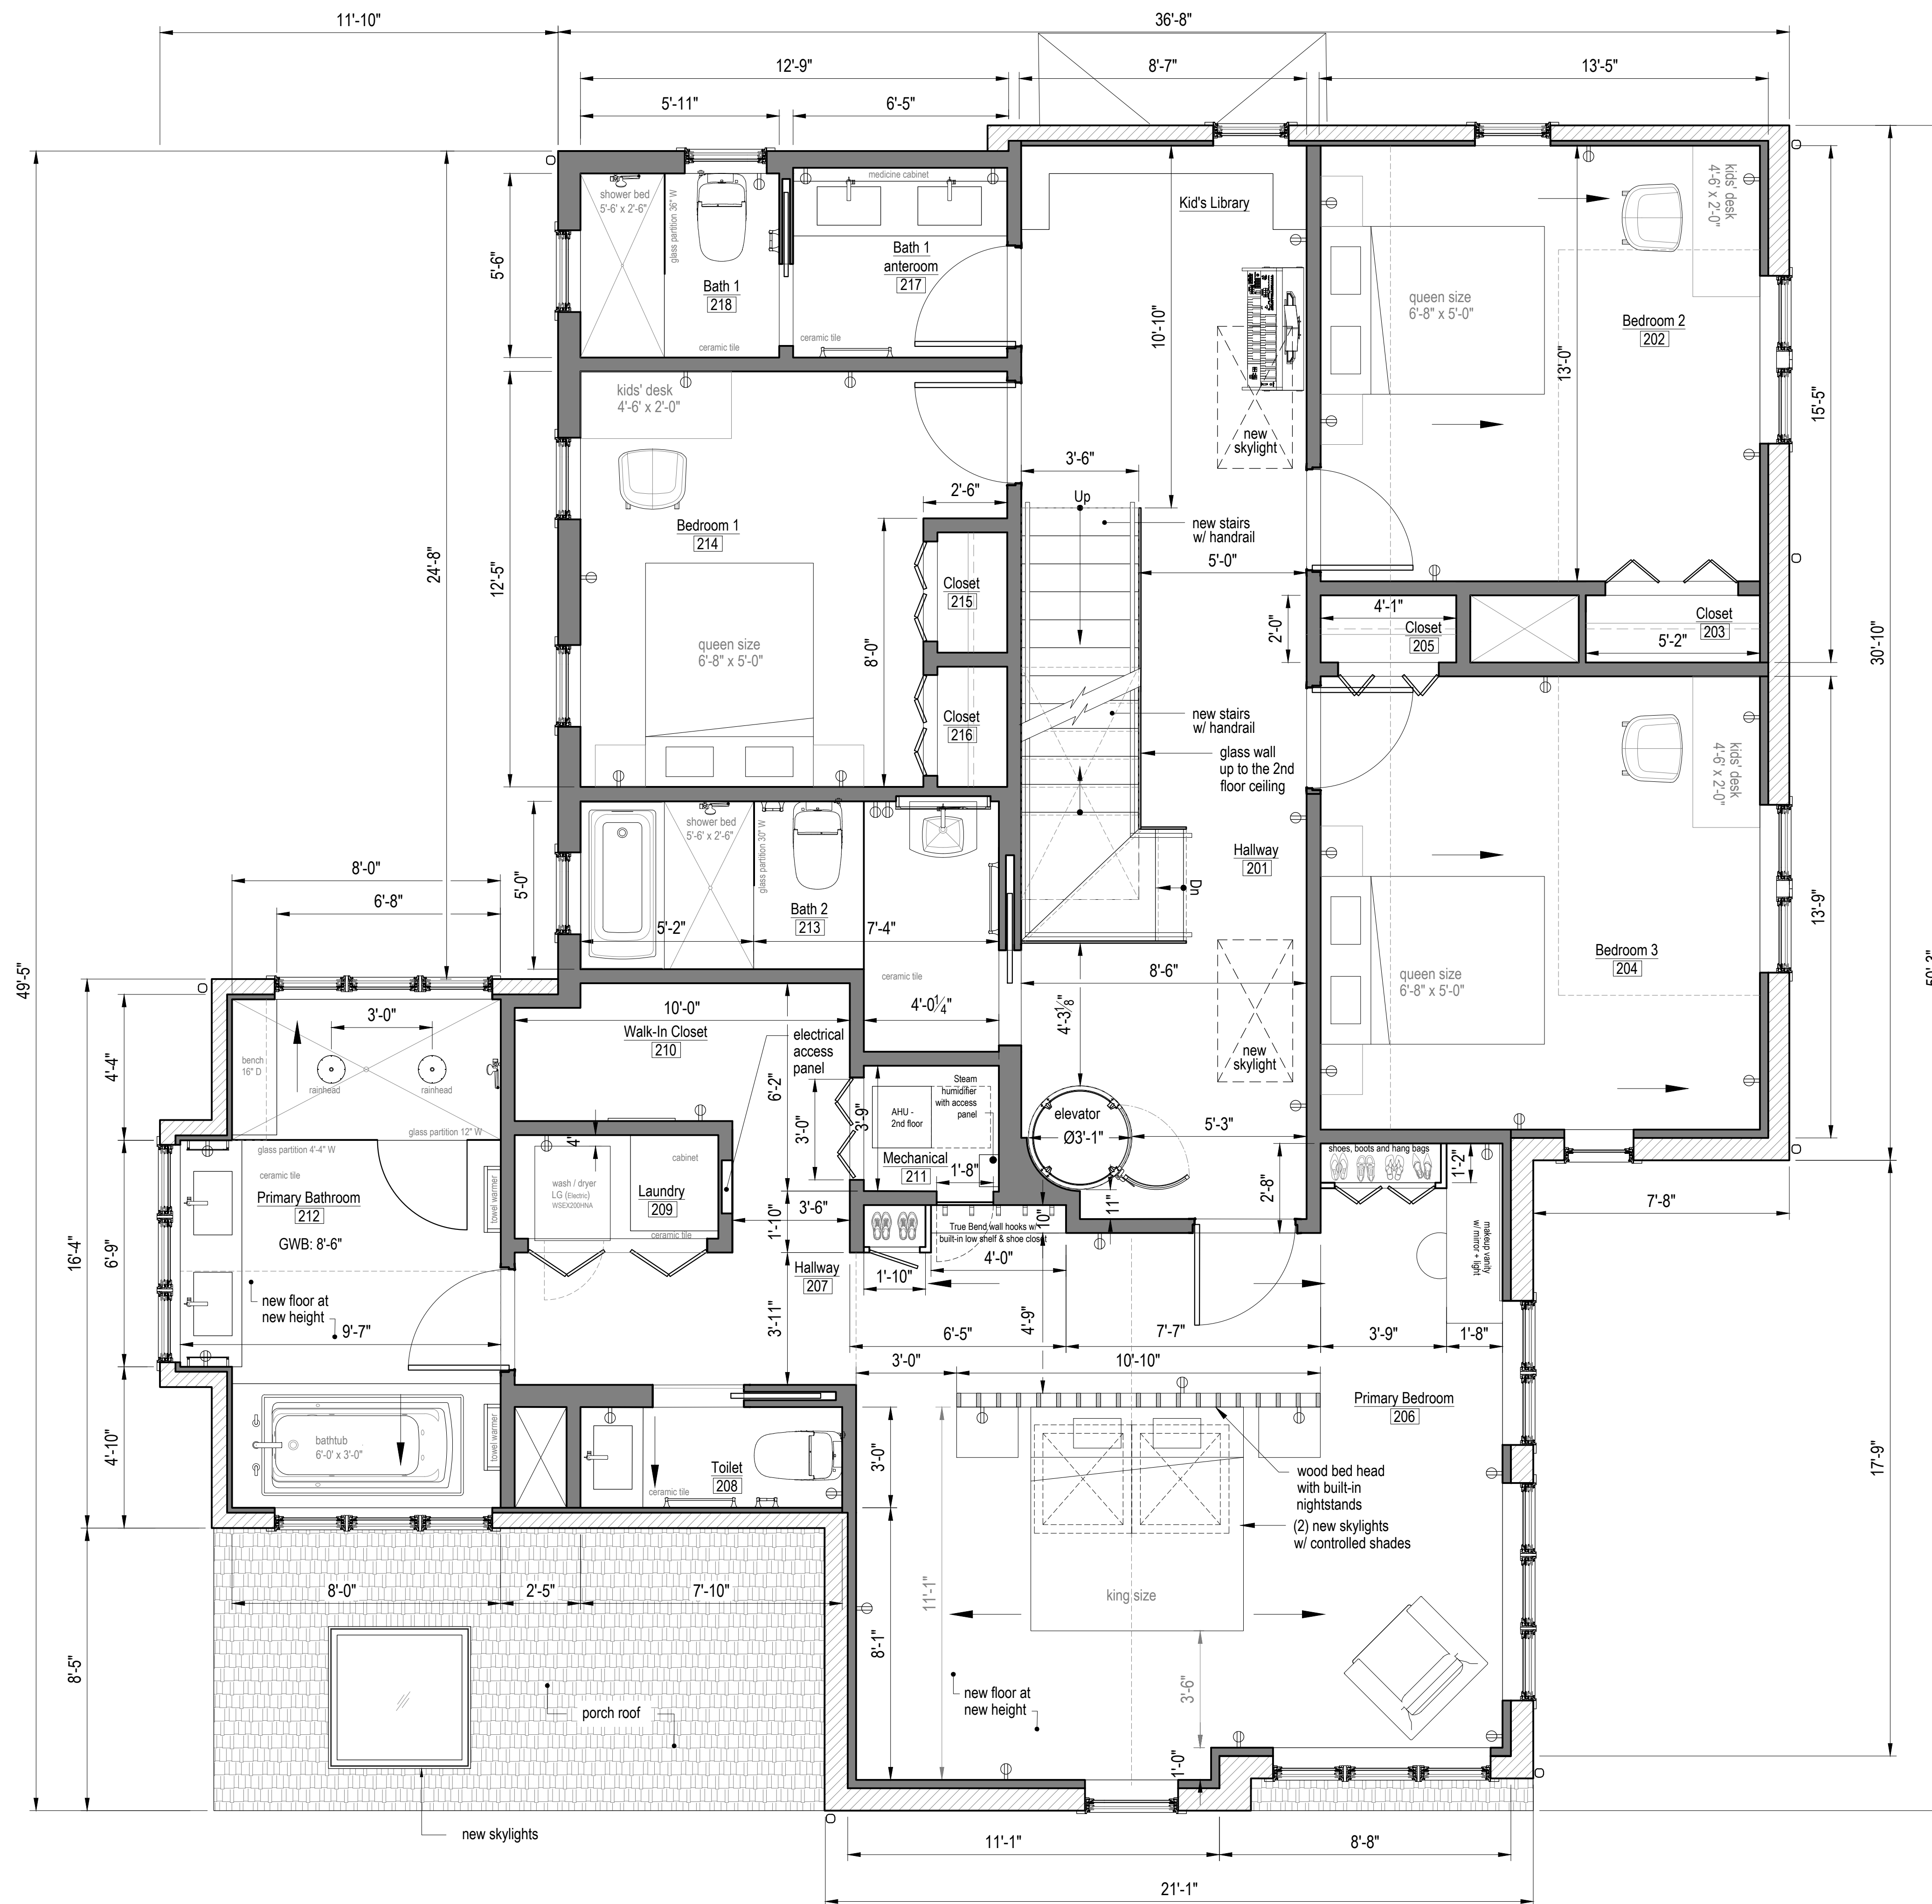 11'-10"
36'-8"
12'-9"
8'-7"
13'-5"
5'-11"
6'-5"
medicine cabinet
shower bed
5'-6' x 2'-6"
glass partition 36" W
kids' desk
4'-6' x 2'-0"
Kid's Library
Bath 1
anteroom
217
5'-6"
Bath 1
218
queen size
6'-8" x 5'-0"
Bedroom 2
202
10'-10"
13'-0"
15'-5"
ceramic tile
ceramic tile
kids' desk
4'-6' x 2'-0"
new
skylight
3'-6"
Up
2'-6"
new stairs
w/ handrail
5'-0"
Bedroom 1
214
24'-8"
12'-5"
Closet
215
4'-1"
Closet
205
Closet
203
5'-2"
2'-0"
30'-10"
queen size
6'-8" x 5'-0"
8'-0"
Closet
216
new stairs
w/ handrail
glass wall
up to the 2nd
floor ceiling
kids' desk
4'-6' x 2'-0"
shower bed
5'-6' x 2'-6"
glass partition 30" W
5'-0"
8'-0"
6'-8"
Bath 2
213
5'-2"
7'-4"
Hallway
201
Dn
13'-9"
Bedroom 3
204
queen size
6'-8" x 5'-0"
49'-5"
ceramic tile
8'-6"
4'-3⅛"
10'-0"
4'-0¼"
3'-0"
Walk-In Closet
210
electrical
access
panel
new
skylight
bench
16" D
rainhead
rainhead
4'-4"
6'-2"
3'-0"
3'-9"
Steam
humidifier
with access
panel
AHU -
2nd floor
elevator
Ø3'-1"
5'-3"
glass partition 12" W
glass partition 4'-4" W
4'
cabinet
Mechanical
211
1'-8"
shoes, boots and hang bags
1'-2"
ceramic tile
Primary Bathroom
212
towel warmer
wash / dryer
LG (Electric)
WSEX200HNA
Laundry
209
2'-8"
11"
10"
3'-6"
1'-10"
7'-8"
GWB: 8'-6"
ceramic tile
True Bend wall hooks w/
built-in low shelf & shoe closet
makeup vanity
w/ mirror + light
4'-0"
16'-4"
6'-9"
Hallway
207
1'-10"
new floor at
new height
9'-7"
3'-11"
4'-9"
6'-5"
7'-7"
3'-9"
1'-8"
3'-0"
10'-10"
Primary Bedroom
206
4'-10"
bathtub
6'-0' x 3'-0"
towel warmer
Toilet
208
ceramic tile
3'-0"
wood bed head
with built-in
nightstands
(2) new skylights
w/ controlled shades
17'-9"
8'-0"
2'-5"
7'-10"
11'-1"
king size
8'-1"
8'-5"
3'-6"
new floor at
new height
porch roof
1'-0"
new skylights
11'-1"
8'-8"
21'-1"